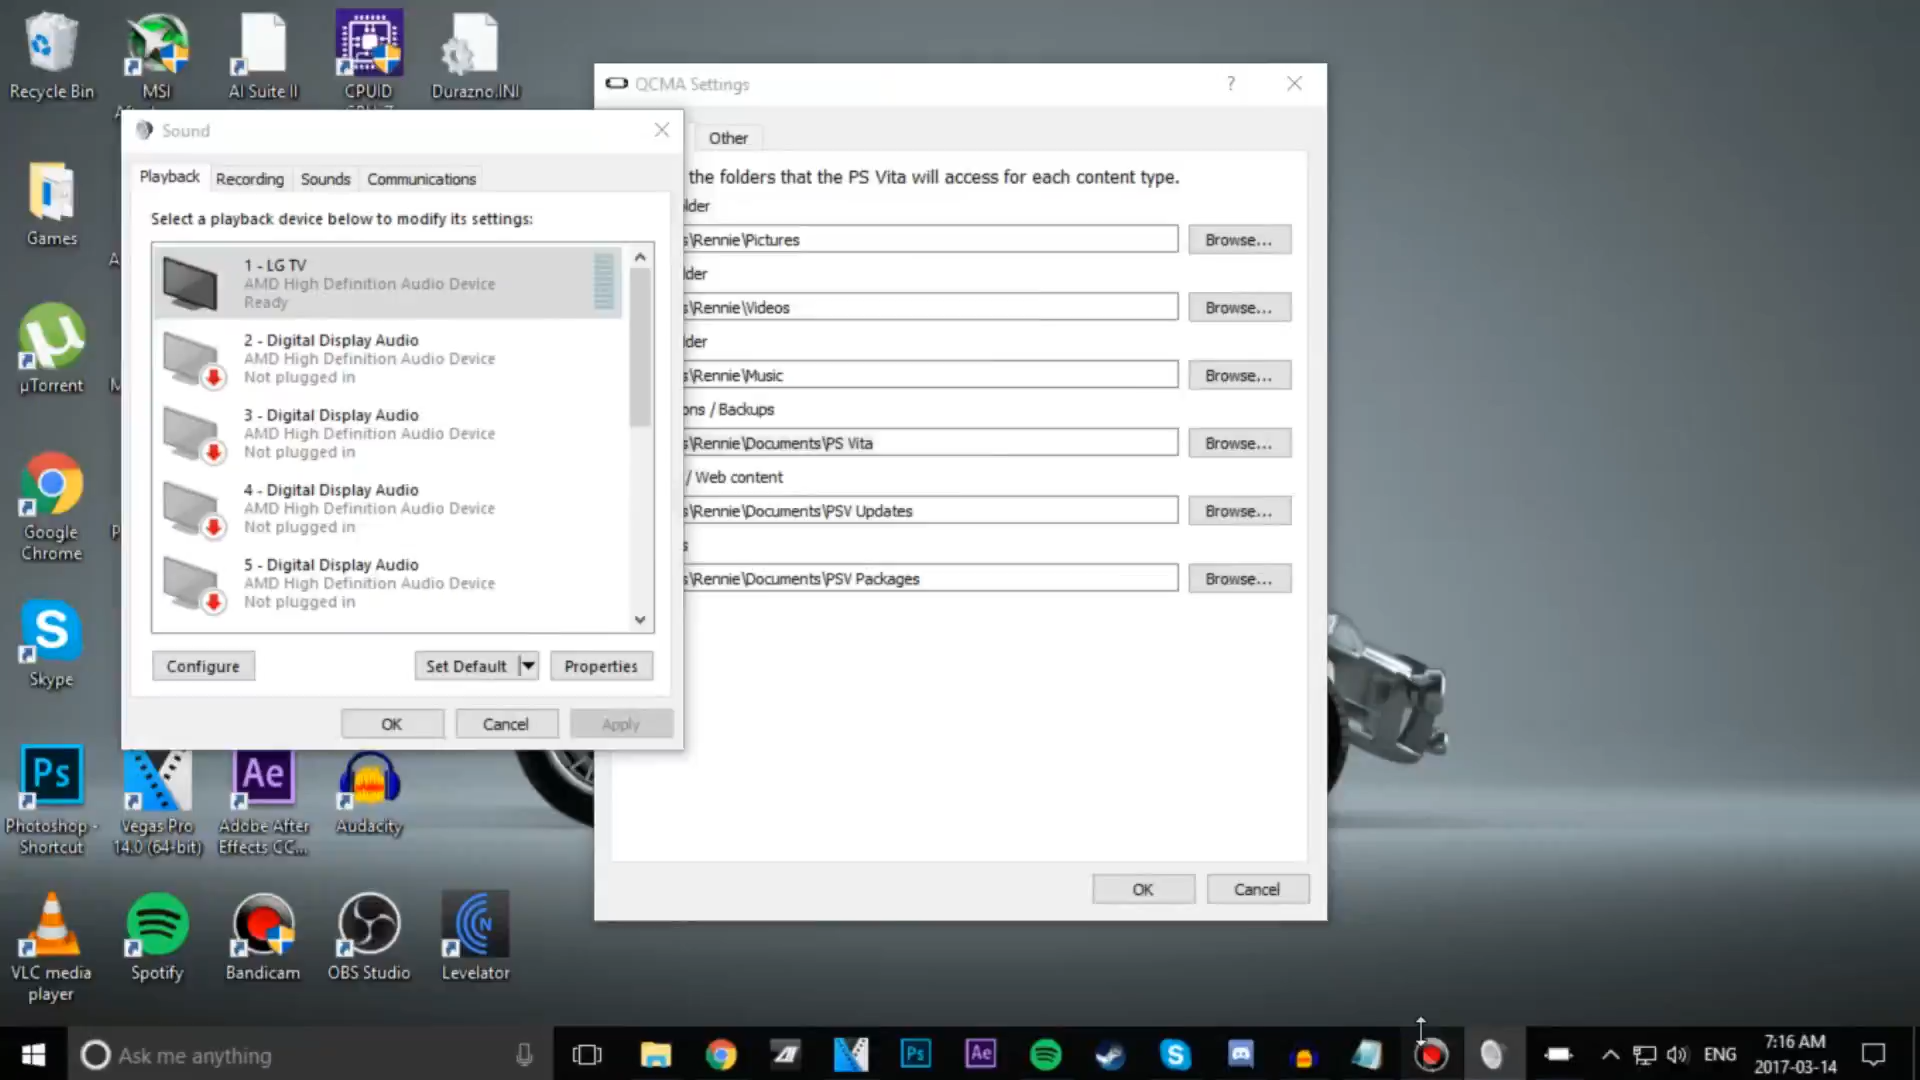 Recycle Bin
MSI
AI Suite II
CPUID
Durazno.INI
Games
µTorrent
Google
Chrome
Skype
Photoshop -
Shortcut
Vegas Pro
14.0 (64-bit)
Adobe After
Effects CC...
Audacity
VLC media
player
Spotify
Bandicam
OBS Studio
Levelator
Sound
Playback
Recording
Sounds
Communications
Select a playback device below to modify its settings:
1 - LG TV
AMD High Definition Audio Device
Ready
2 - Digital Display Audio
AMD High Definition Audio Device
Not plugged in
3 - Digital Display Audio
AMD High Definition Audio Device
Not plugged in
4 - Digital Display Audio
AMD High Definition Audio Device
Not plugged in
5 - Digital Display Audio
AMD High Definition Audio Device
Not plugged in
Configure
Set Default
Properties
OK
Cancel
Apply
QCMA Settings
?
Other
the folders that the PS Vita will access for each content type.
lder
s\Rennie\Pictures
Browse...
lder
s\Rennie\Videos
Browse...
lder
s\Rennie\Music
Browse...
ons / Backups
s\Rennie\Documents\PS Vita
Browse...
/ Web content
s\Rennie\Documents\PSV Updates
Browse...
s
s\Rennie\Documents\PSV Packages
Browse...
OK
Cancel
Ask me anything
ENG
7:16 AM
2017-03-14